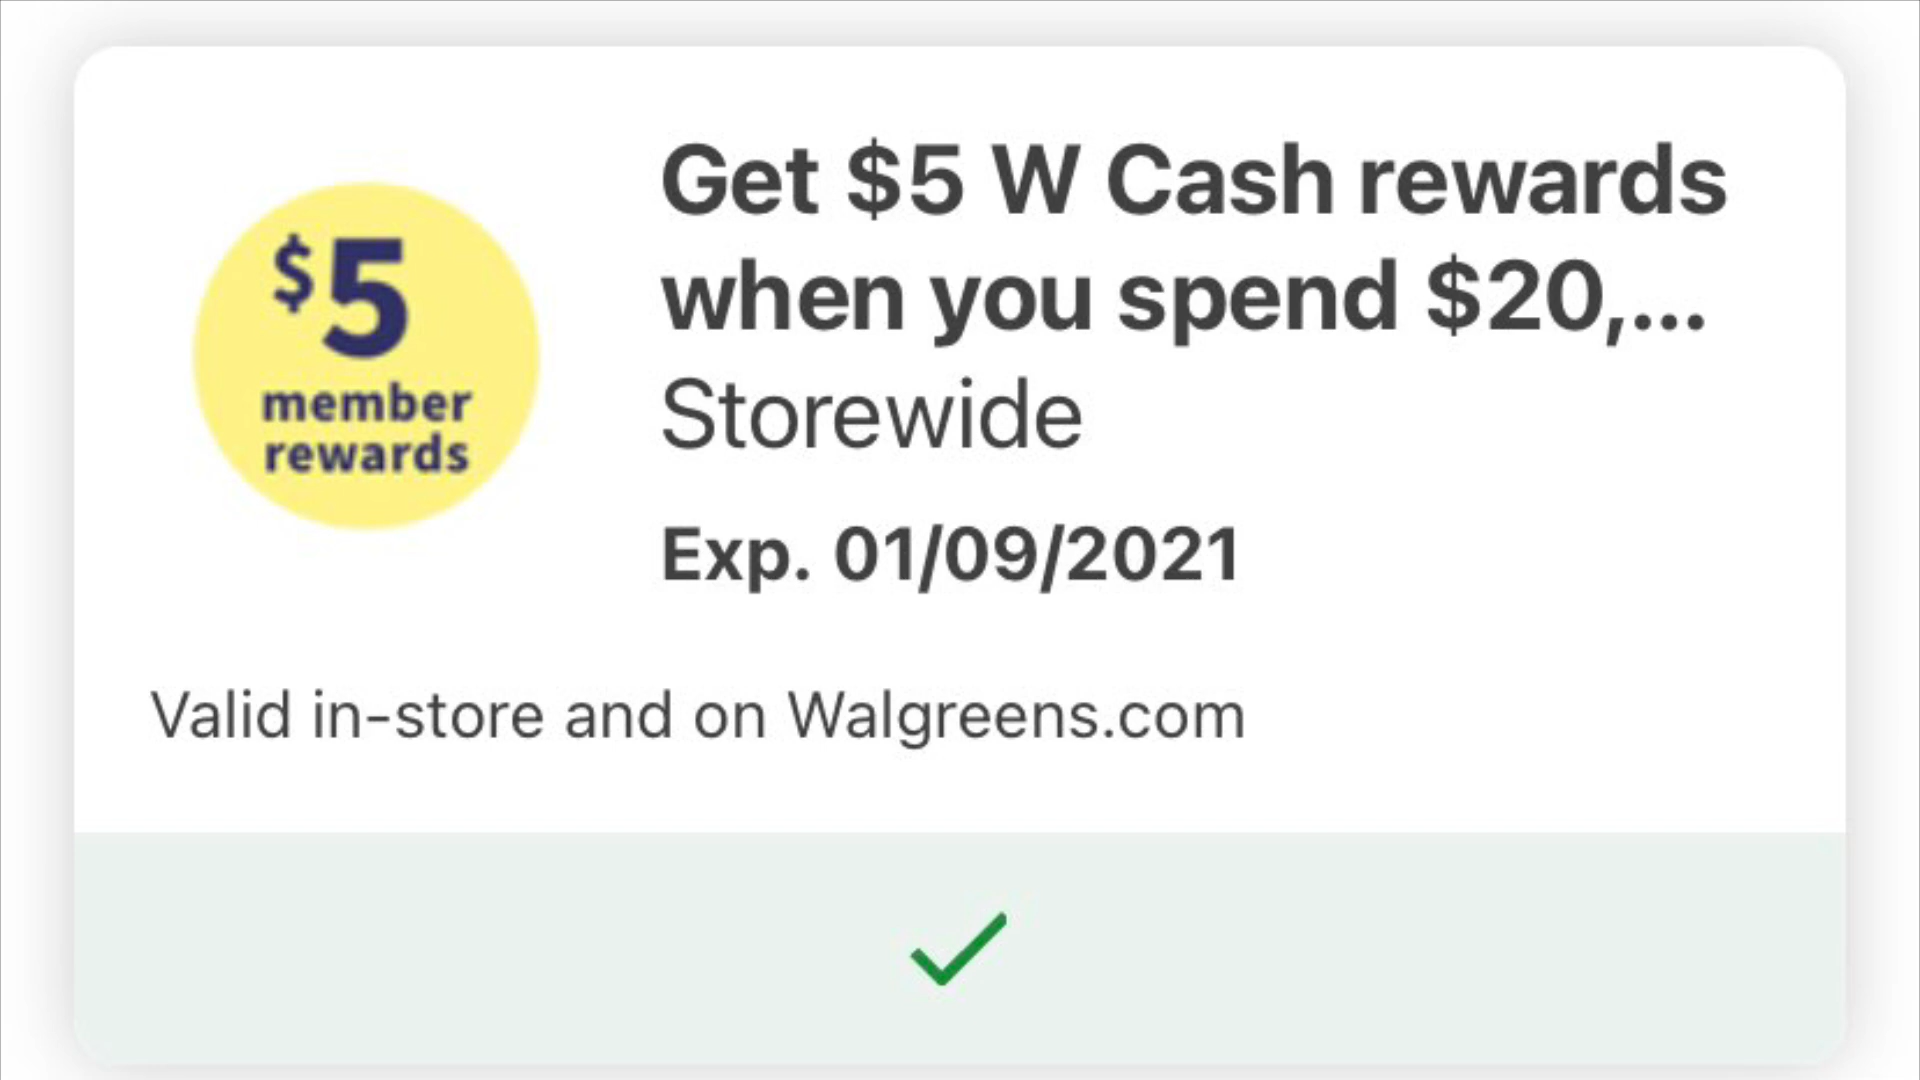 $5
member
rewards
Get $5 W Cash rewards
when you spend $20,...
Storewide
Exp. 01/09/2021
Valid in-store and on Walgreens.com